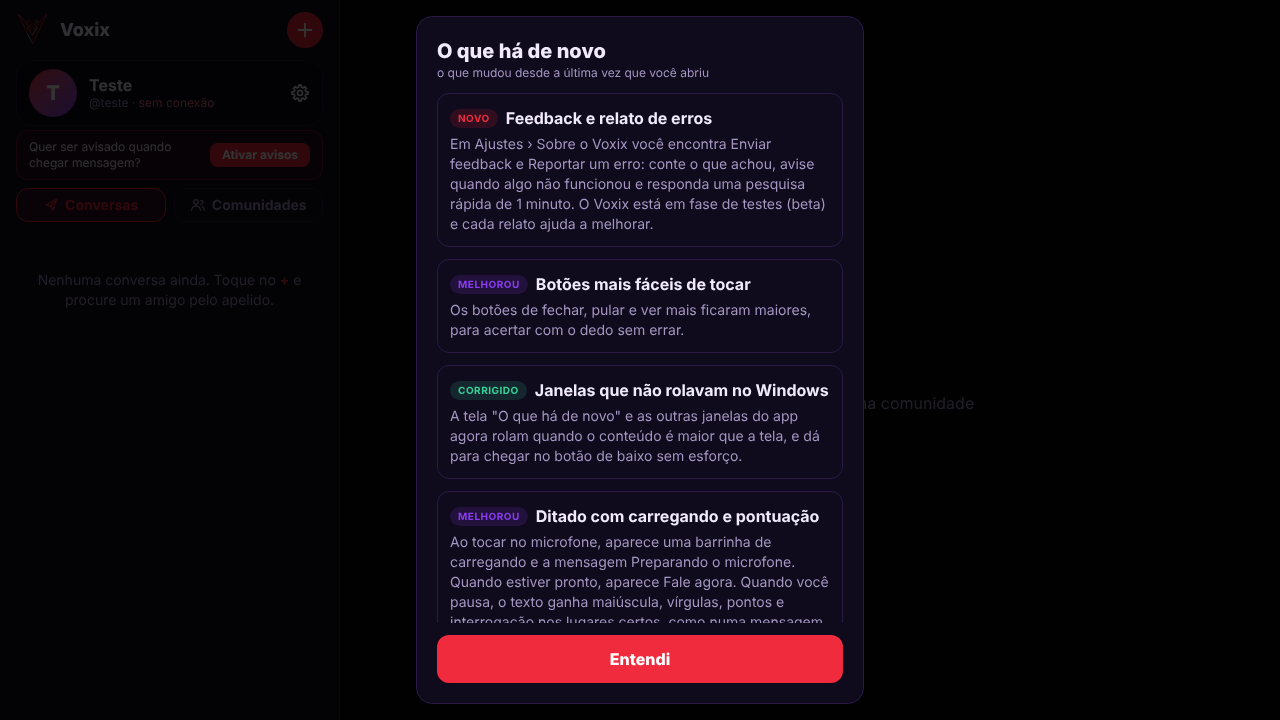 Voxix
T
Teste
@teste · sem conexão
Quer ser avisado quando
chegar mensagem?
Ativar avisos
Conversas
Comunidades
Nenhuma conversa ainda. Toque no + e
procure um amigo pelo apelido.
O que há de novo
o que mudou desde a última vez que você abriu
NOVO Feedback e relato de erros
Em Ajustes › Sobre o Voxix você encontra Enviar
feedback e Reportar um erro: conte o que achou, avise
quando algo não funcionou e responda uma pesquisa
rápida de 1 minuto. O Voxix está em fase de testes (beta)
e cada relato ajuda a melhorar.
MELHOROU Botões mais fáceis de tocar
Os botões de fechar, pular e ver mais ficaram maiores,
para acertar com o dedo sem errar.
CORRIGIDO Janelas que não rolavam no Windows
A tela "O que há de novo" e as outras janelas do app
agora rolam quando o conteúdo é maior que a tela, e dá
para chegar no botão de baixo sem esforço.
MELHOROU Ditado com carregando e pontuação
Ao tocar no microfone, aparece uma barrinha de
carregando e a mensagem Preparando o microfone.
Quando estiver pronto, aparece Fale agora. Quando você
pausa, o texto ganha maiúscula, vírgulas, pontos e
interrogação nos lugares certos, como numa mensagem
Entendi
comunidade